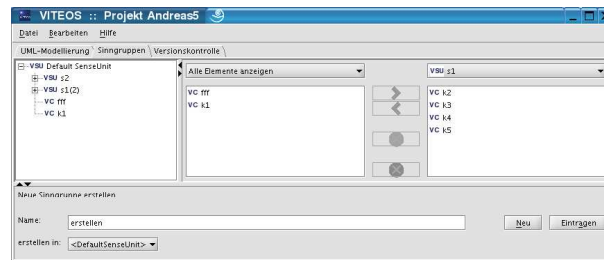 VITEOS :: Projekt Andreas5
Datei Bearbeiten Hilfe
UML-Modellierung Sinngruppen Versionskontrolle
VSU Default SenseUnit
VSU s2
VSU s1(2)
VC fff
VC k1
Alle Elemente anzeigen
VC fff
VC k1
VSU s1
VC k2
VC k3
VC k4
VC k5
Neue Sinngruppe erstellen
Name: erstellen
Neu Eintragen
erstellen in: <DefaultSenseUnit>